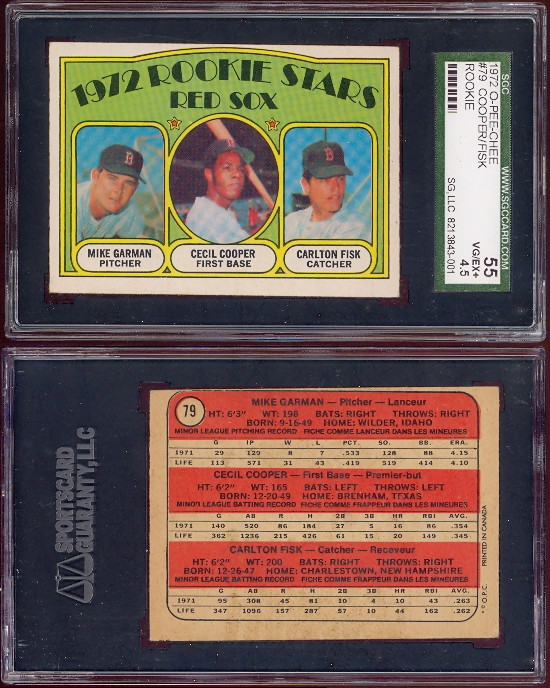 1972 ROOKIE STARS
RED SOX
B
B
MIKE GARMAN
PITCHER
CECIL COOPER
FIRST BASE
CARLTON FISK
CATCHER
SGC
WWW.SGCCARD.COM
1972 O-PEE-CHEE
#79 COOPER/FISK
ROOKIE
SG, LLC 8213843-001
55
VG/EX+
4.5
SPORTSCARD
GUARANTY, LLC
79
MIKE GARMAN — Pitcher — Lanceur
HT: 6'3" WT: 198 BATS: RIGHT THROWS: RIGHT
BORN: 9-16-49 HOME: WILDER, IDAHO
MINOR LEAGUE PITCHING RECORD FICHE COMME LANCEUR DANS LES MINEURES
G IP W L PCT. SO. BB. ERA.
1971 29 129 8 7 .533 128 88 4.15
LIFE 113 571 31 43 .419 519 414 4.10
CECIL COOPER — First Base — Premier-but
HT: 6'2" WT: 165 BATS: LEFT THROWS: LEFT
BORN: 12-20-49 HOME: BRENHAM, TEXAS
MINOR LEAGUE BATTING RECORD FICHE COMME FRAPPEUR DANS LES MINEURES
G AB R H 2B 3B HR RBI AVG.
1971 140 520 86 184 27 5 16 86 .354
LIFE 362 1236 215 426 61 15 20 149 .345
CARLTON FISK — Catcher — Receveur
HT: 6'2" WT: 200 BATS: RIGHT THROWS: RIGHT
BORN: 12-26-47 HOME: CHARLESTOWN, NEW HAMPSHIRE
MINOR LEAGUE BATTING RECORD FICHE COMME FRAPPEUR DANS LES MINEURES
G AB R H 2B 3B HR RBI AVG.
1971 95 308 45 81 10 4 10 43 .263
LIFE 347 1096 157 287 57 10 44 162 .262
* © O.P.C. PRINTED IN CANADA